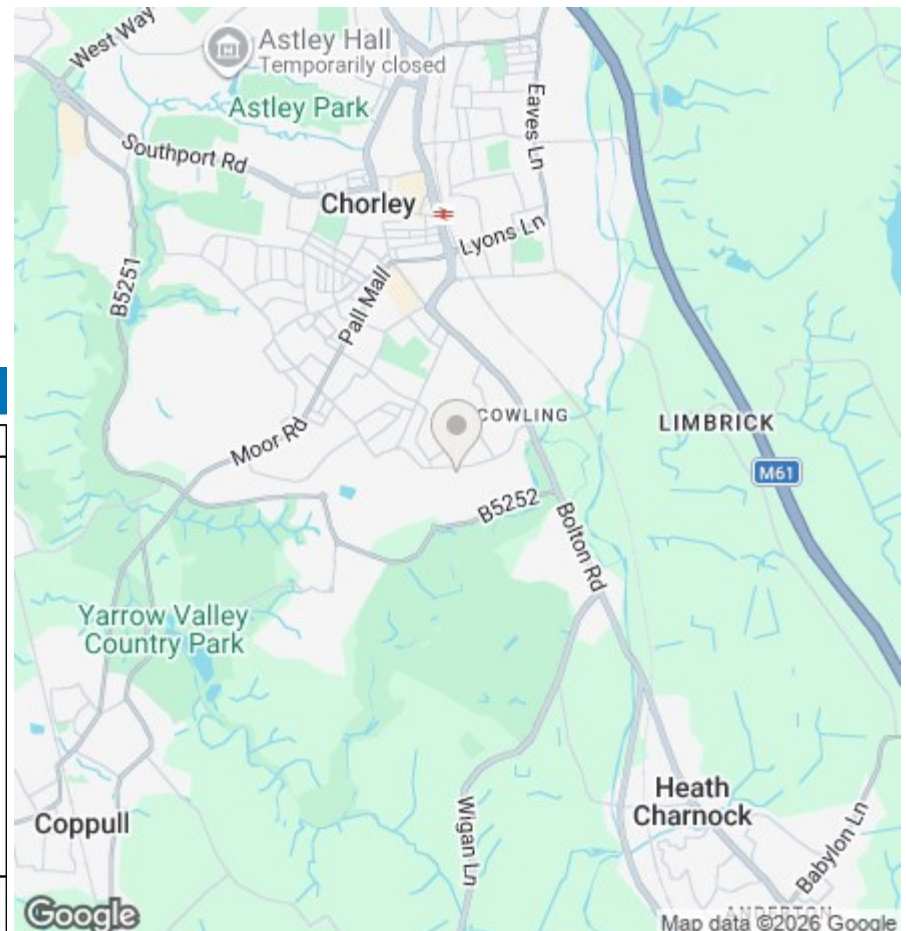 West Way
Astley Hall
Temporarily closed
Astley Park
Eaves Ln
Southport Rd
Chorley
Lyons Ln
B5251
Pall Mall
COWLING
LIMBRICK
Moor Rd
M61
B5252
Bolton Rd
Yarrow Valley
Country Park
Heath
Charnock
Coppull
Wigan Ln
Babylon Ln
ANDERTON
Google
Map data ©2026 Google